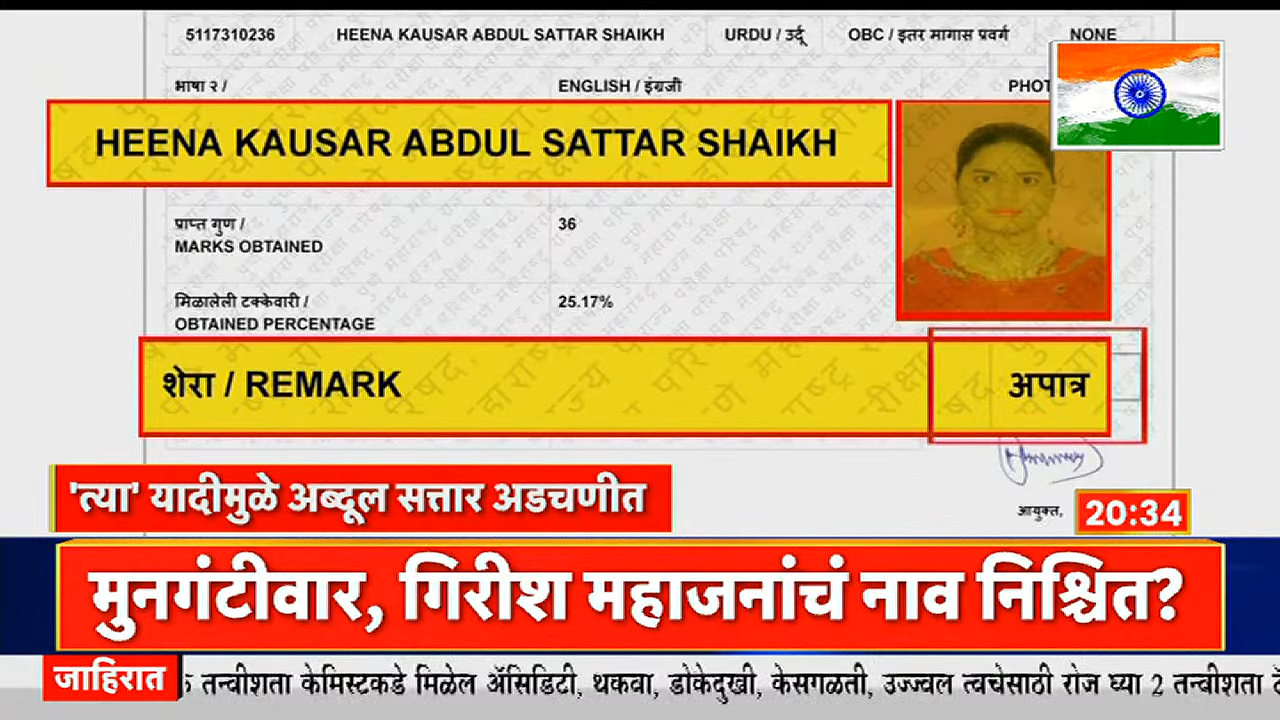 5117310236 HEENA KAUSAR ABDUL SATTAR SHAIKH URDU / उर्दू OBC / इतर मागास प्रवर्ग NONE
भाषा २ / ENGLISH / इंग्रजी
HEENA KAUSAR ABDUL SATTAR SHAIKH
प्राप्त गुण / 36
MARKS OBTAINED
मिळालेली टक्केवारी / 25.17%
OBTAINED PERCENTAGE
शेरा / REMARK अपात्र
'त्या' यादीमुळे अब्दूल सत्तार अडचणीत
आयुक्त,
20:34
मुनगंटीवार, गिरीश महाजनांचं नाव निश्चित?
जाहिरात तन्वीशता केमिस्टकडे मिळेल ॲसिडिटी, थकवा, डोकेदुखी, केसगळती, उज्ज्वल त्वचेसाठी रोज घ्या 2 तन्वीशता